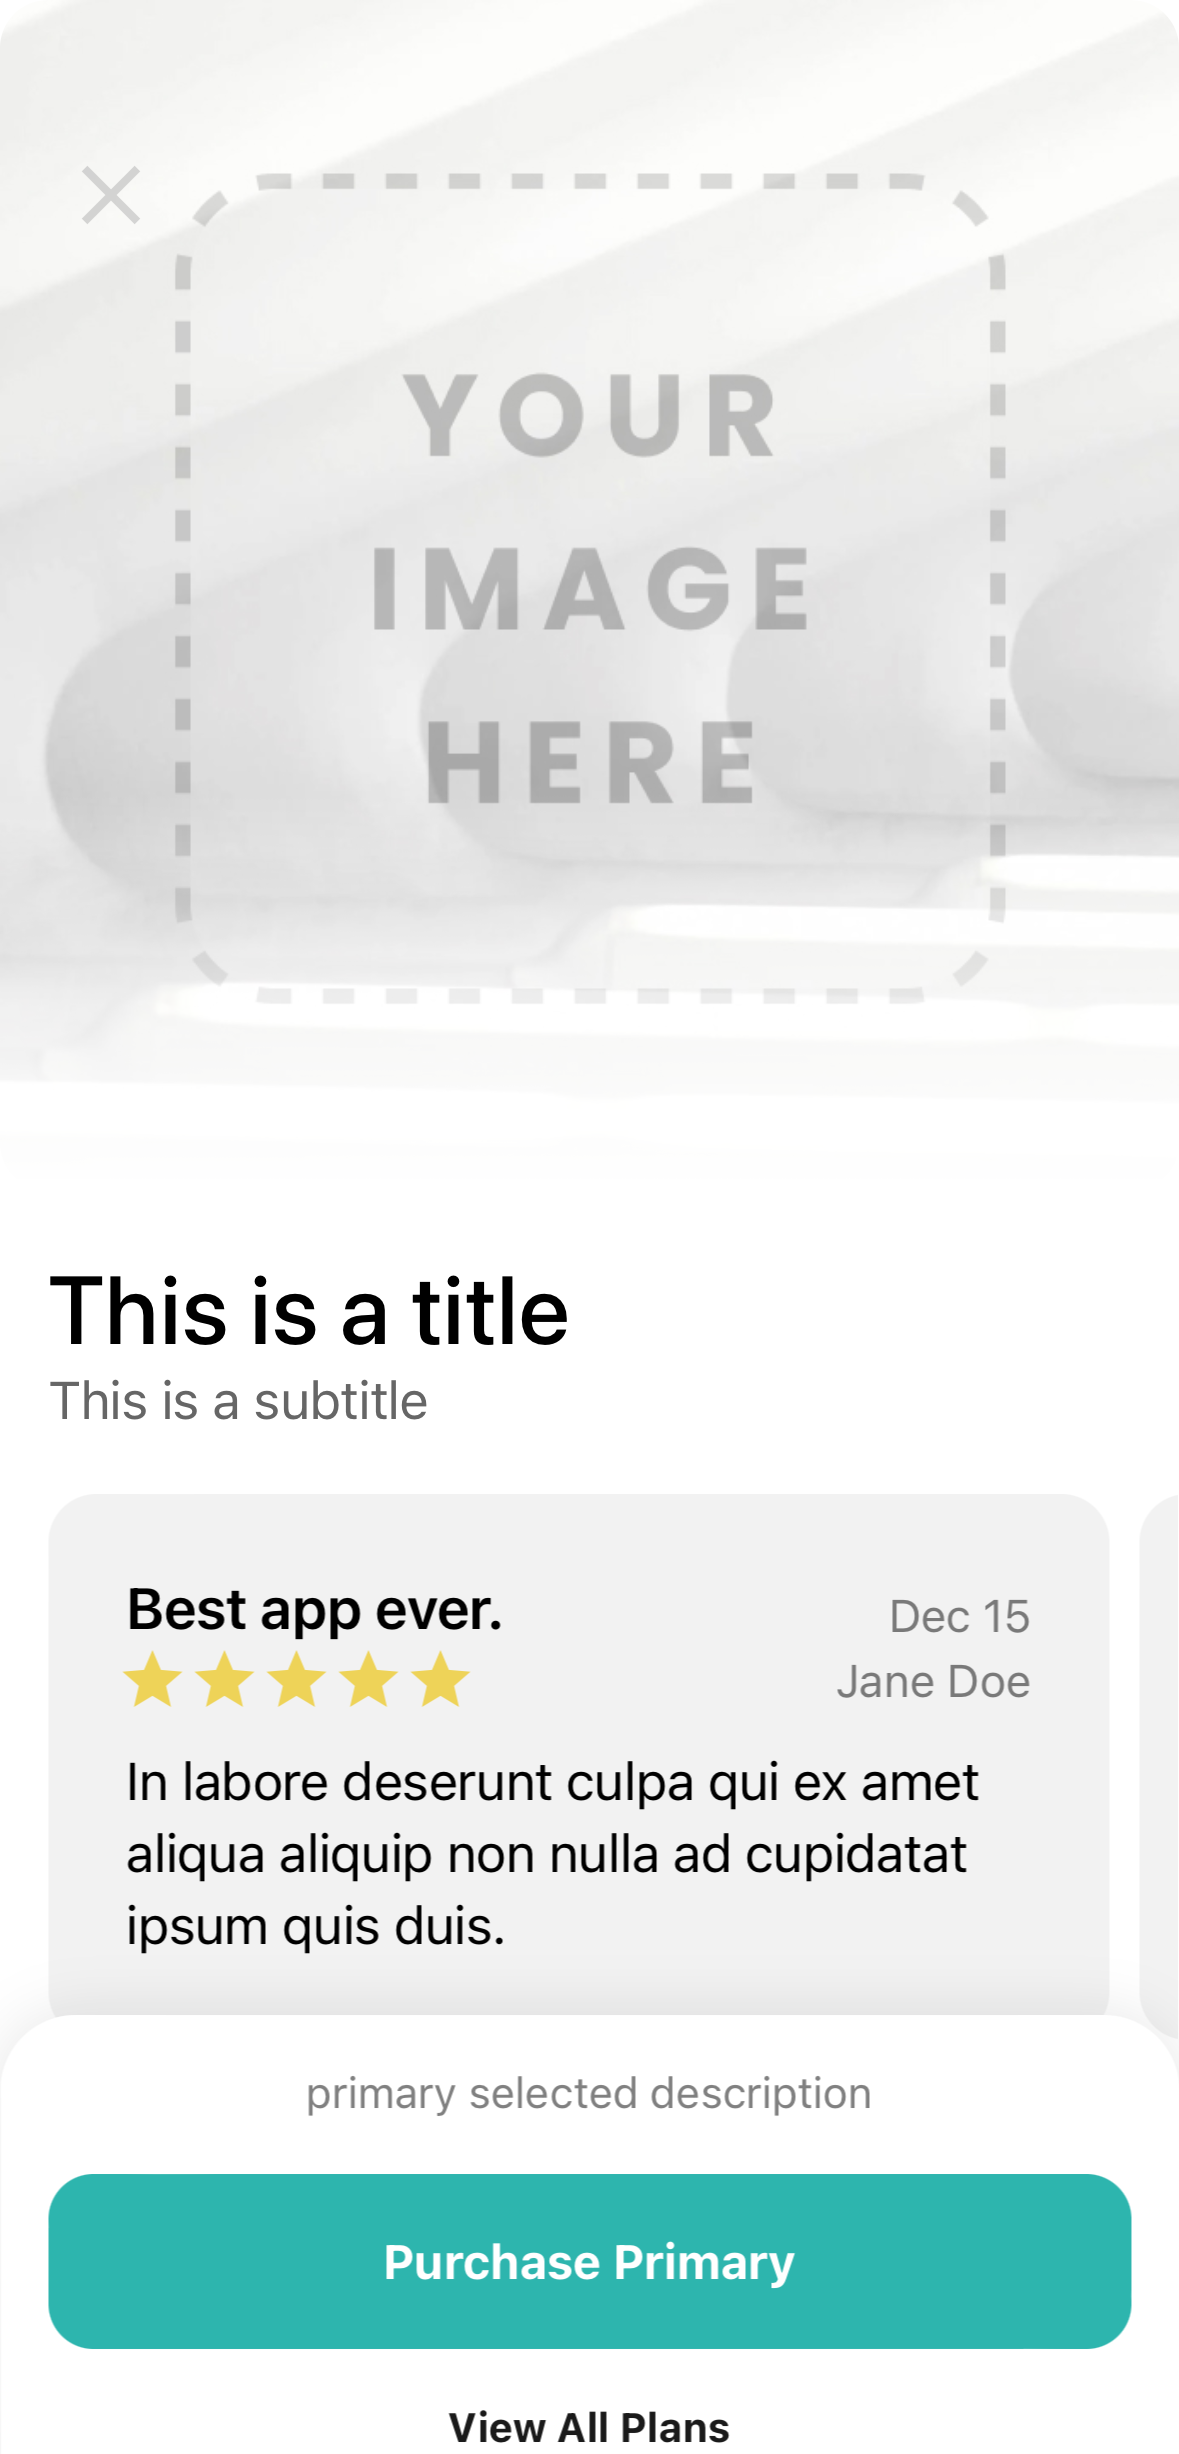 YOUR
IMAGE
HERE
This is a title
This is a subtitle
Best app ever.
Dec 15
Jane Doe
In labore deserunt culpa qui ex amet
aliqua aliquip non nulla ad cupidatat
ipsum quis duis.
primary selected description
Purchase Primary
View All Plans